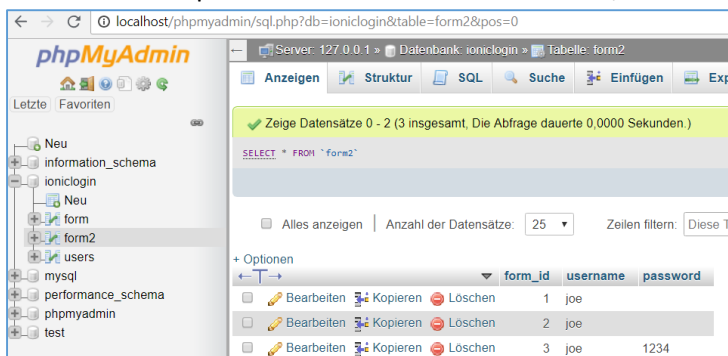 localhost/phpmyadmin/sql.php?db=ioniclogin&table=form2&pos=0
phpMyAdmin
Letzte Favoriten
Neu
information_schema
ioniclogin
Neu
form
form2
users
mysql
performance_schema
phpmyadmin
test
Server: 127.0.0.1 » Datenbank: ioniclogin » Tabelle: form2
Anzeigen Struktur SQL Suche Einfügen Exp
Zeige Datensätze 0 - 2 (3 insgesamt, Die Abfrage dauerte 0,0000 Sekunden.)
SELECT * FROM `form2`
Alles anzeigen | Anzahl der Datensätze: 25 Zeilen filtern: Diese T
+ Optionen
←T→ form_id username password
Bearbeiten Kopieren Löschen 1 joe
Bearbeiten Kopieren Löschen 2 joe
Bearbeiten Kopieren Löschen 3 joe 1234